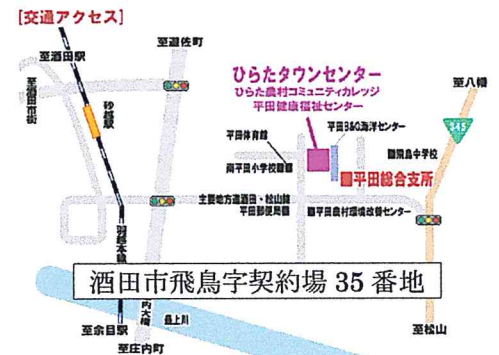 [交通アクセス]
至酒田駅
至遊佐町
至酒田市街
砂越駅
ひらたタウンセンター
ひらた農村コミュニティカレッジ
平田健康福祉センター
至八幡
345
平田体育館
平田B&G海洋センター
飛鳥中学校
南平田小学校
平田総合支所
主要地方道酒田・松山線
平田郵便局
平田農村環境改善センター
羽越本線
酒田市飛鳥字契約場 35 番地
内大橋
最上川
至余目駅
至庄内町
至松山